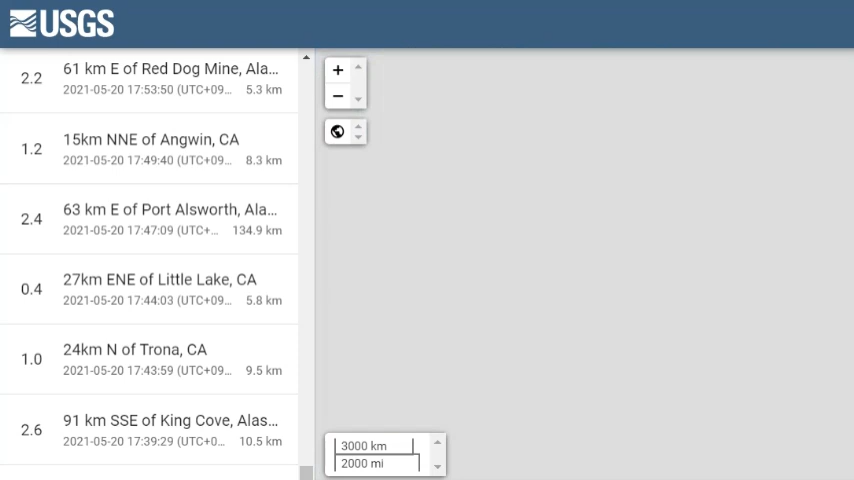 USGS
2.2
61 km E of Red Dog Mine, Ala...
2021-05-20 17:53:50 (UTC+09... 5.3 km
1.2
15km NNE of Angwin, CA
2021-05-20 17:49:40 (UTC+09... 8.3 km
2.4
63 km E of Port Alsworth, Ala...
2021-05-20 17:47:09 (UTC+... 134.9 km
0.4
27km ENE of Little Lake, CA
2021-05-20 17:44:03 (UTC+09... 5.8 km
1.0
24km N of Trona, CA
2021-05-20 17:43:59 (UTC+09... 9.5 km
2.6
91 km SSE of King Cove, Alas...
2021-05-20 17:39:29 (UTC+0... 10.5 km
+
−
3000 km
2000 mi